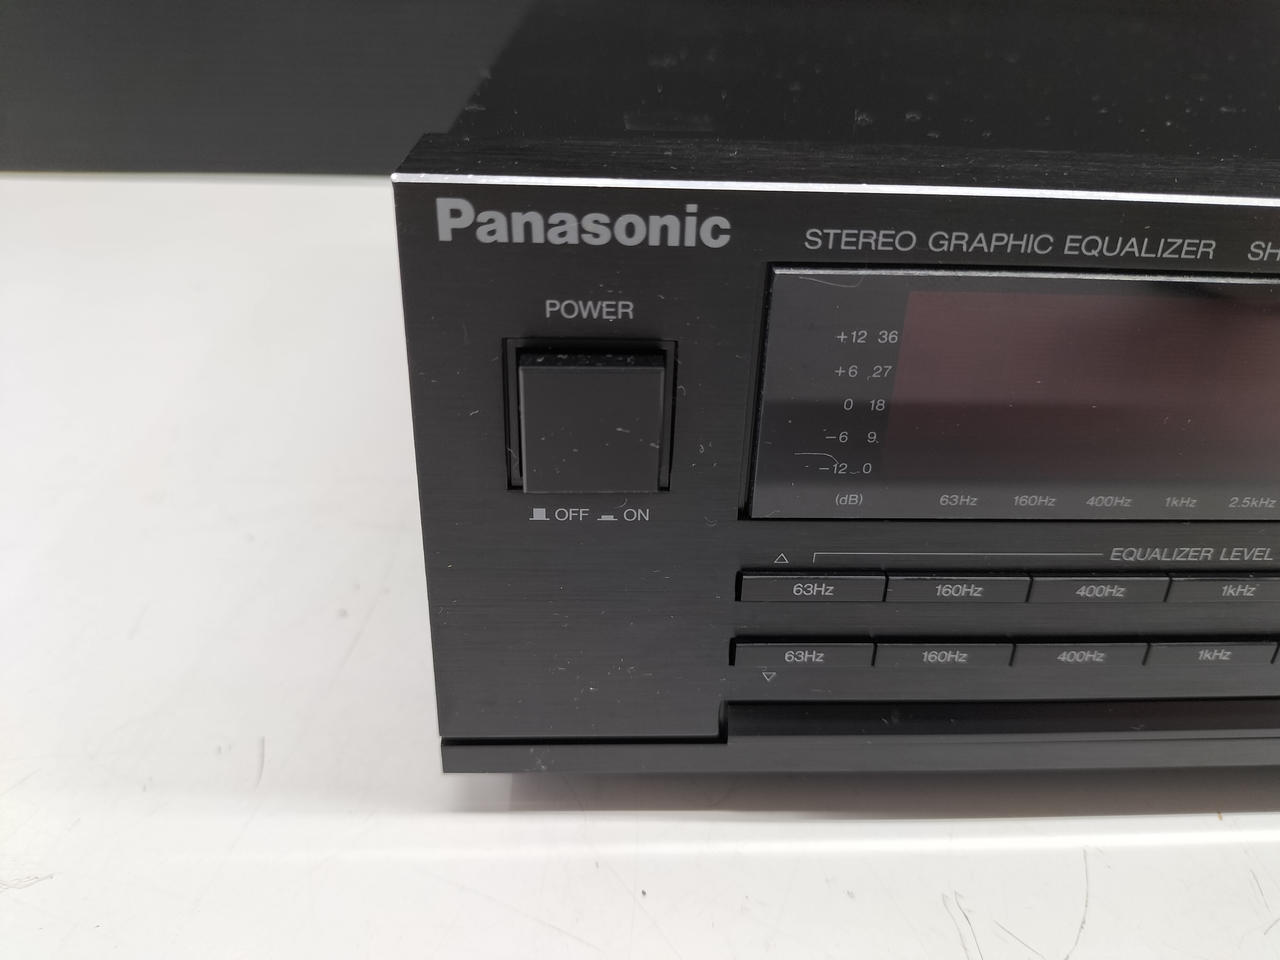 Panasonic
STEREO GRAPHIC EQUALIZER SH
POWER
+12 36
+6 27
0 18
−6 9
−12 0
(dB) 63Hz 160Hz 400Hz 1kHz 2.5kHz
OFF ON
EQUALIZER LEVEL
63Hz 160Hz 400Hz 1kHz
63Hz 160Hz 400Hz 1kHz